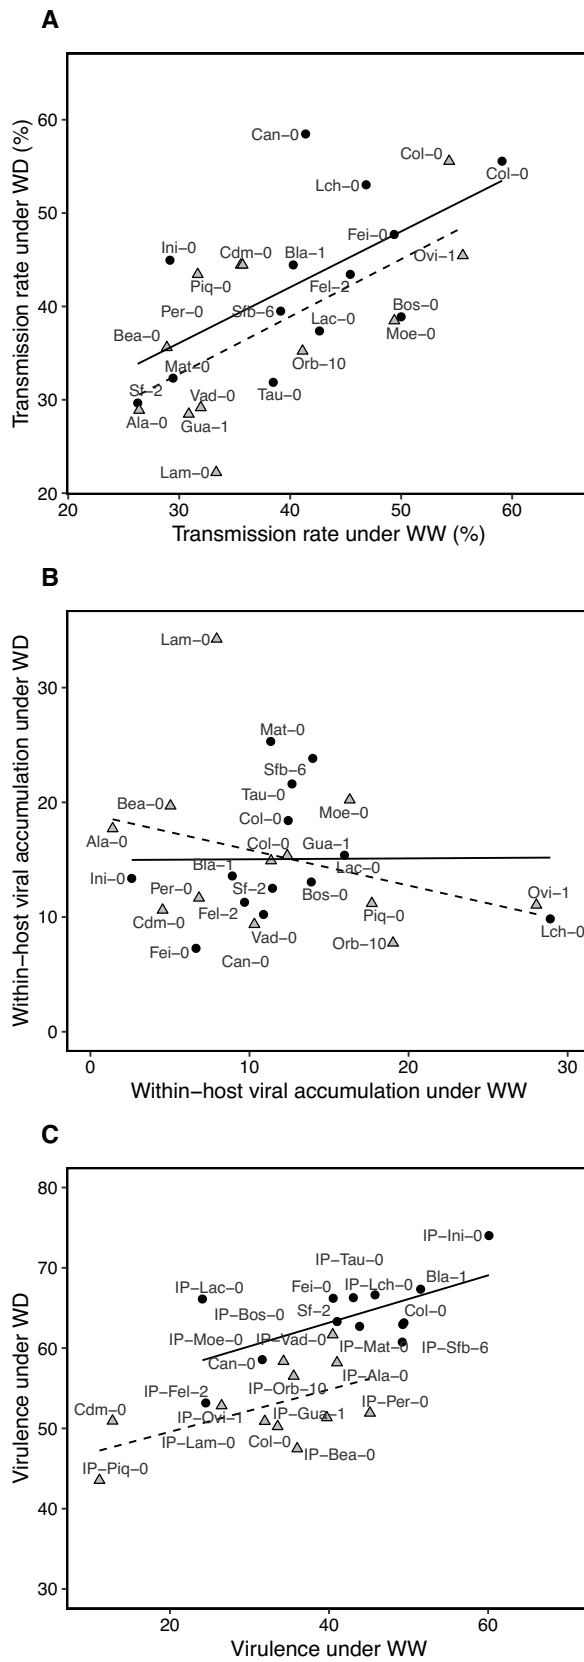 A
Transmission rate under WD (%)
60
50
40
30
20
Can−0
Col−0
Col−0
Lch−0
Fei−0
Ini−0
Cdm−0
Bla−1
Ovi−1
Piq−0
Fel−2
Per−0
Sfb−6
Lac−0
Bos−0
Bea−0
Moe−0
Mat−0
Orb−10
Sf−2
Vad−0
Tau−0
Ala−0
Gua−1
Lam−0
20
30
40
50
60
Transmission rate under WW (%)
B
Within−host viral accumulation under WD
30
20
10
0
Lam−0
Mat−0
Sfb−6
Tau−0
Bea−0
Moe−0
Col−0
Ala−0
Col−0
Gua−1
Bla−1
Lac−0
Ini−0
Per−0
Sf−2
Bos−0
Ovi−1
Cdm−0
Fel−2
Piq−0
Lch−0
Vad−0
Orb−10
Fei−0
Can−0
0
10
20
30
Within−host viral accumulation under WW
C
Virulence under WD
80
70
60
50
40
30
IP−Ini−0
IP−Tau−0
Bla−1
IP−Lac−0
Fei−0
IP−Lch−0
IP−Bos−0
Sf−2
Col−0
IP−Moe−0
IP−Vad−0
IP−Mat−0
IP−Sfb−6
Can−0
IP−Ala−0
IP−Fel−2
IP−Orb−10
IP−Per−0
Cdm−0
IP−Ovi−1
IP−Gua−1
IP−Lam−0
Col−0
IP−Bea−0
IP−Piq−0
20
40
60
Virulence under WW